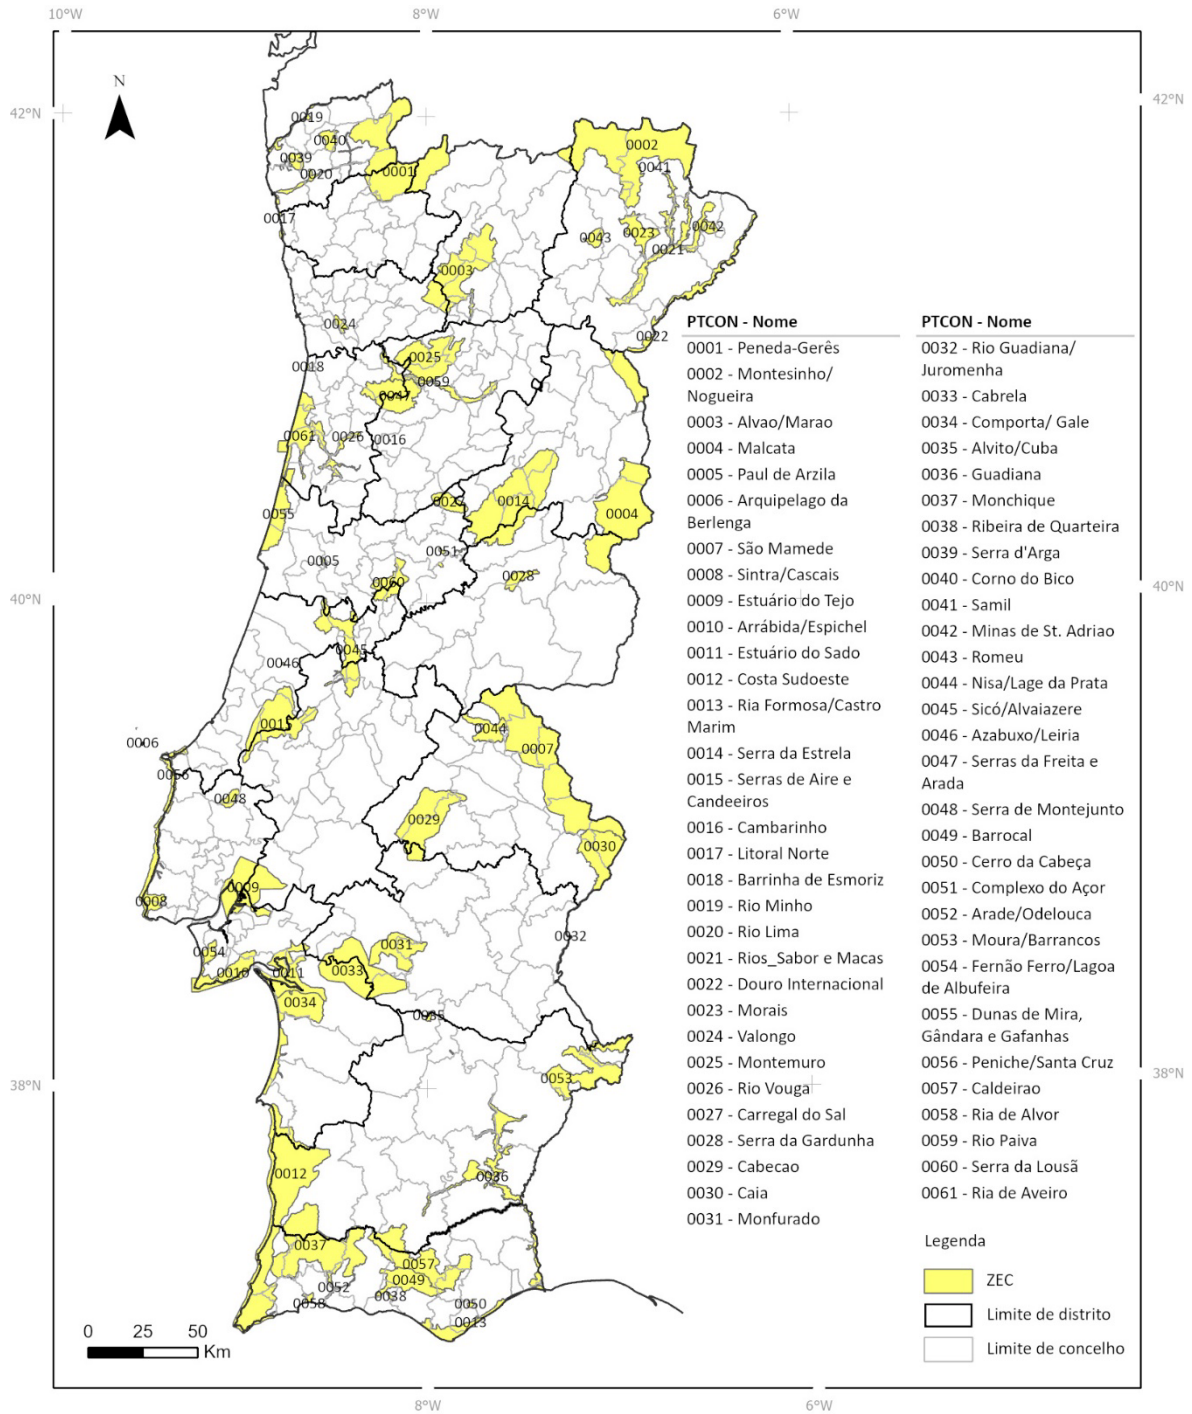 10°W 8°W 6°W
42°N 42°N
N
0019
0040
0039
0020
0001
0017
0002
0041
0042
0043
0023
0021
0003
0024
0022
0018
0025
0059
0047
0061
0026
0016
0055
0027
0014
0004
0005
0051
0060
0028
40°N 40°N
0045
0046
0015
0006
0056
0048
0044
0007
0029
0030
0009
0008
0054
0010
0011
0031
0033
0032
0034
0035
38°N 38°N
0053
0012
0036
0037
0057
0049
0052
0038
0058
0050
0013
PTCON - Nome
0001 - Peneda-Gerês
0002 - Montesinho/
Nogueira
0003 - Alvao/Marao
0004 - Malcata
0005 - Paul de Arzila
0006 - Arquipelago da
Berlenga
0007 - São Mamede
0008 - Sintra/Cascais
0009 - Estuário do Tejo
0010 - Arrábida/Espichel
0011 - Estuário do Sado
0012 - Costa Sudoeste
0013 - Ria Formosa/Castro
Marim
0014 - Serra da Estrela
0015 - Serras de Aire e
Candeeiros
0016 - Cambarinho
0017 - Litoral Norte
0018 - Barrinha de Esmoriz
0019 - Rio Minho
0020 - Rio Lima
0021 - Rios_Sabor e Macas
0022 - Douro Internacional
0023 - Morais
0024 - Valongo
0025 - Montemuro
0026 - Rio Vouga
0027 - Carregal do Sal
0028 - Serra da Gardunha
0029 - Cabecao
0030 - Caia
0031 - Monfurado
PTCON - Nome
0032 - Rio Guadiana/
Juromenha
0033 - Cabrela
0034 - Comporta/ Gale
0035 - Alvito/Cuba
0036 - Guadiana
0037 - Monchique
0038 - Ribeira de Quarteira
0039 - Serra d'Arga
0040 - Corno do Bico
0041 - Samil
0042 - Minas de St. Adriao
0043 - Romeu
0044 - Nisa/Lage da Prata
0045 - Sicó/Alvaiazere
0046 - Azabuxo/Leiria
0047 - Serras da Freita e
Arada
0048 - Serra de Montejunto
0049 - Barrocal
0050 - Cerro da Cabeça
0051 - Complexo do Açor
0052 - Arade/Odelouca
0053 - Moura/Barrancos
0054 - Fernão Ferro/Lagoa
de Albufeira
0055 - Dunas de Mira,
Gândara e Gafanhas
0056 - Peniche/Santa Cruz
0057 - Caldeirao
0058 - Ria de Alvor
0059 - Rio Paiva
0060 - Serra da Lousã
0061 - Ria de Aveiro
Legenda
ZEC
Limite de distrito
Limite de concelho
0 25 50
Km
8°W 6°W